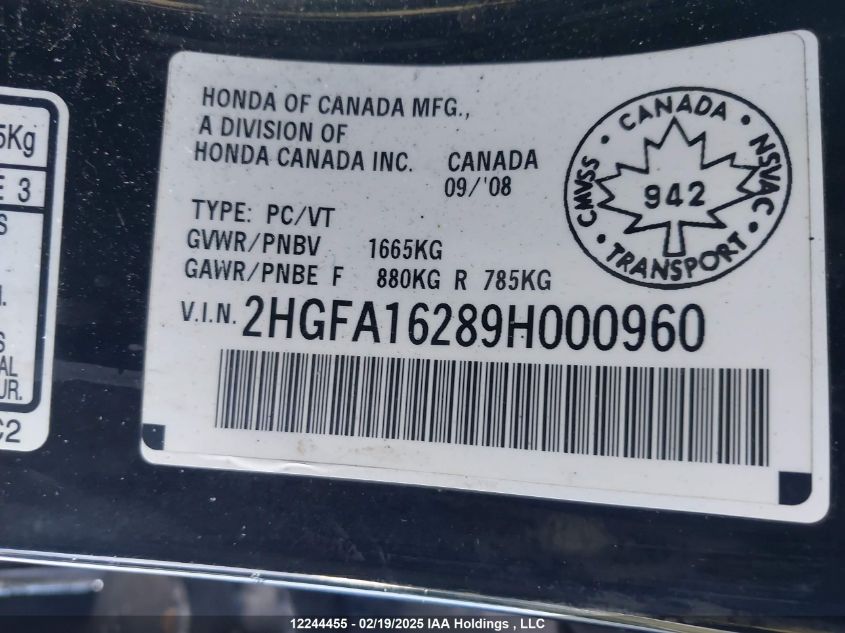 5Kg
E 3
S
M.
S
AL
UR.
C2
HONDA OF CANADA MFG.,
A DIVISION OF
HONDA CANADA INC. CANADA
09/'08
TYPE: PC/VT
GVWR/PNBV 1665KG
GAWR/PNBE F 880KG R 785KG
V.I.N. 2HGFA16289H000960
CANADA
CMVSS 942 NSVAC
TRANSPORT
12244455 - 02/19/2025 IAA Holdings , LLC